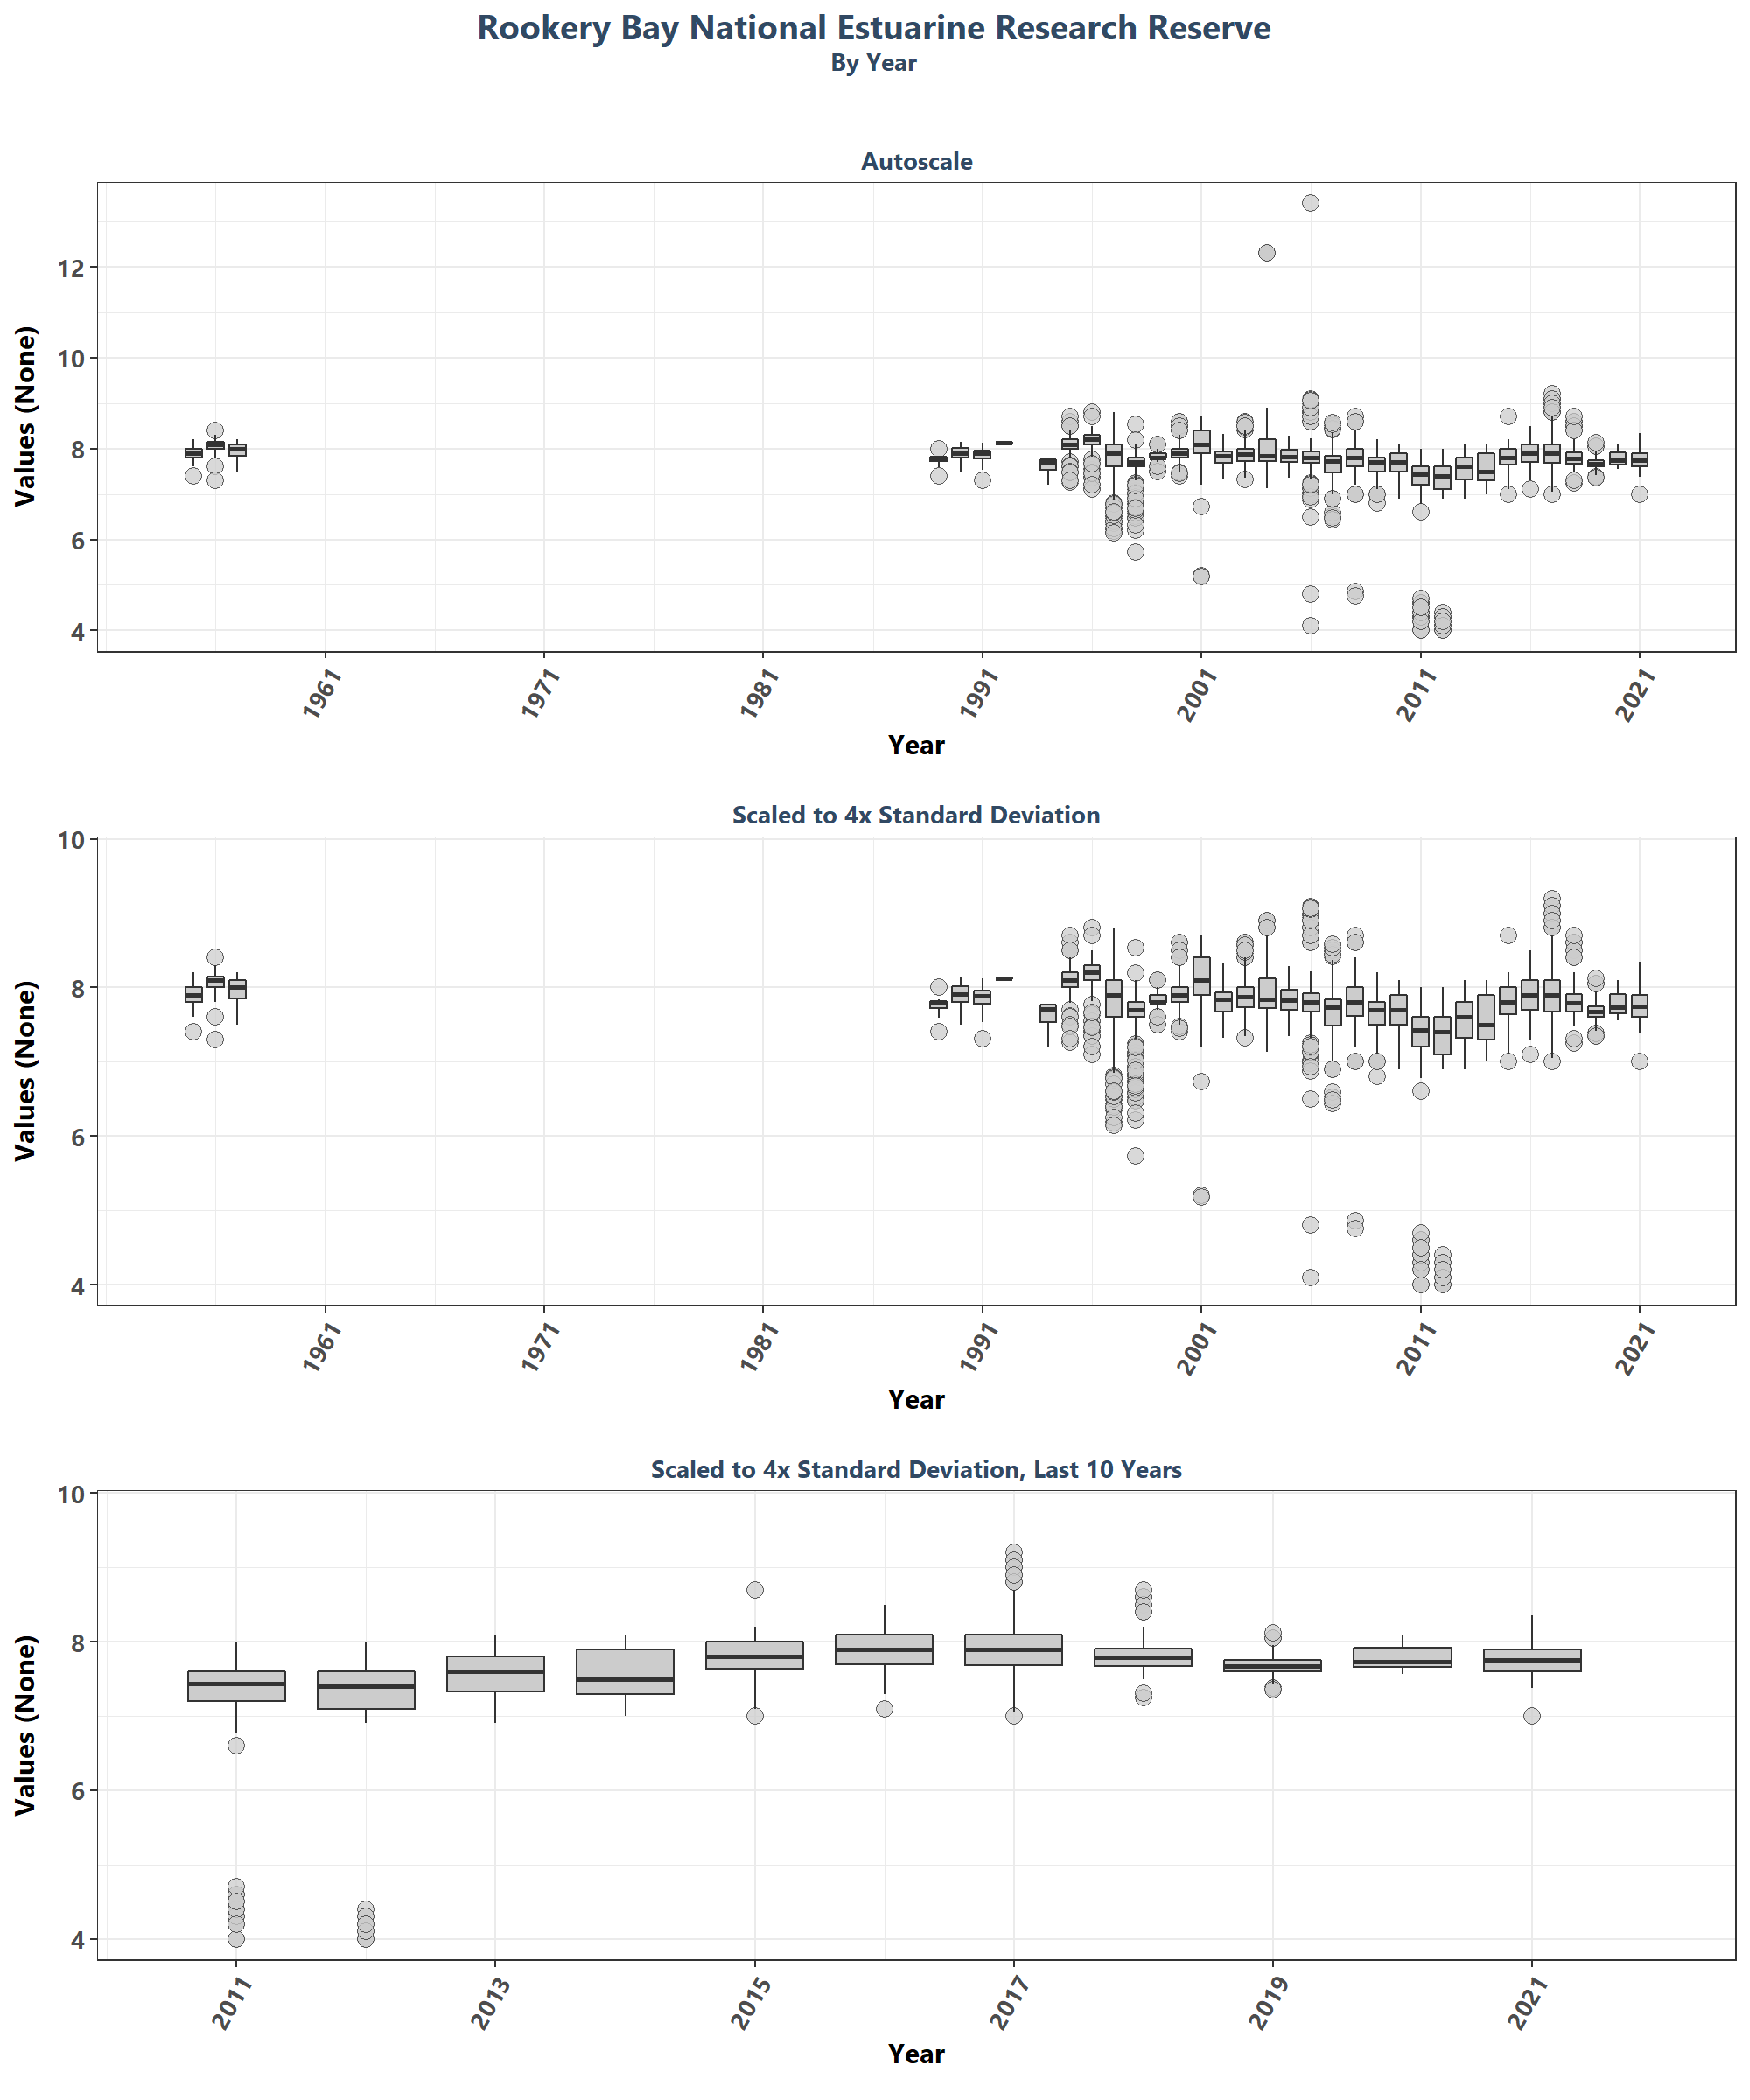 Rookery Bay National Estuarine Research Reserve
By Year
Autoscale
Values (None)
12
10
8
6
4
1961 1971 1981 1991 2001 2011 2021
Year
Scaled to 4x Standard Deviation
Values (None)
10
8
6
4
1961 1971 1981 1991 2001 2011 2021
Year
Scaled to 4x Standard Deviation, Last 10 Years
Values (None)
10
8
6
4
2011 2013 2015 2017 2019 2021
Year